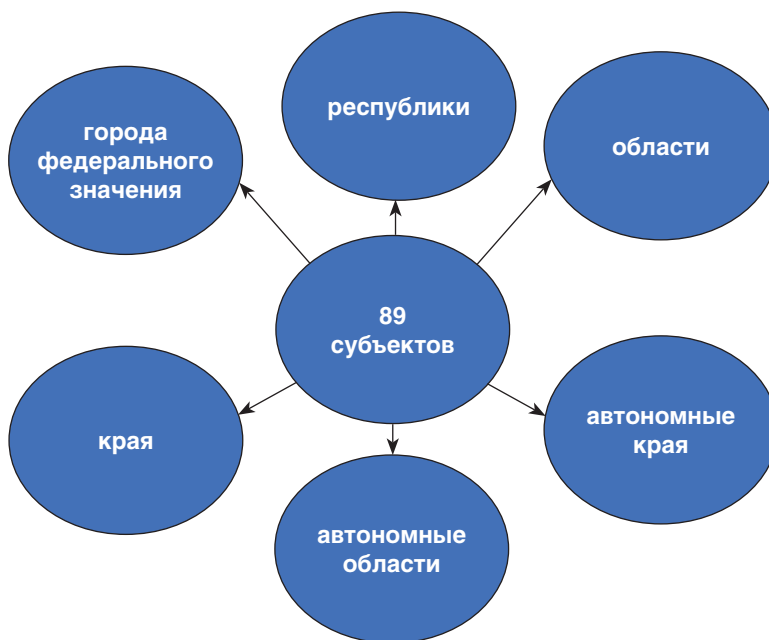 города
федерального
значения
республики
области
89
субъектов
края
автономные
области
автономные
края